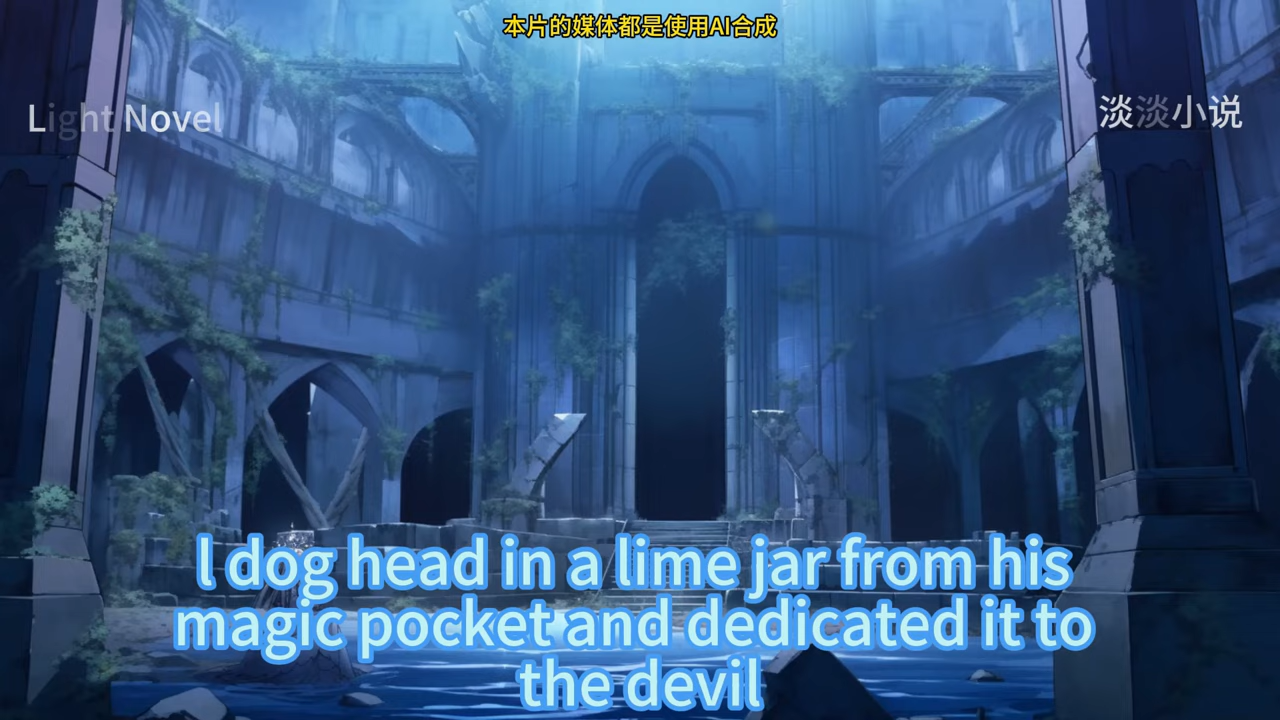 本片的媒体都是使用AI合成
Light Novel
淡淡小说
l dog head in a lime jar from his
magic pocket and dedicated it to
the devil